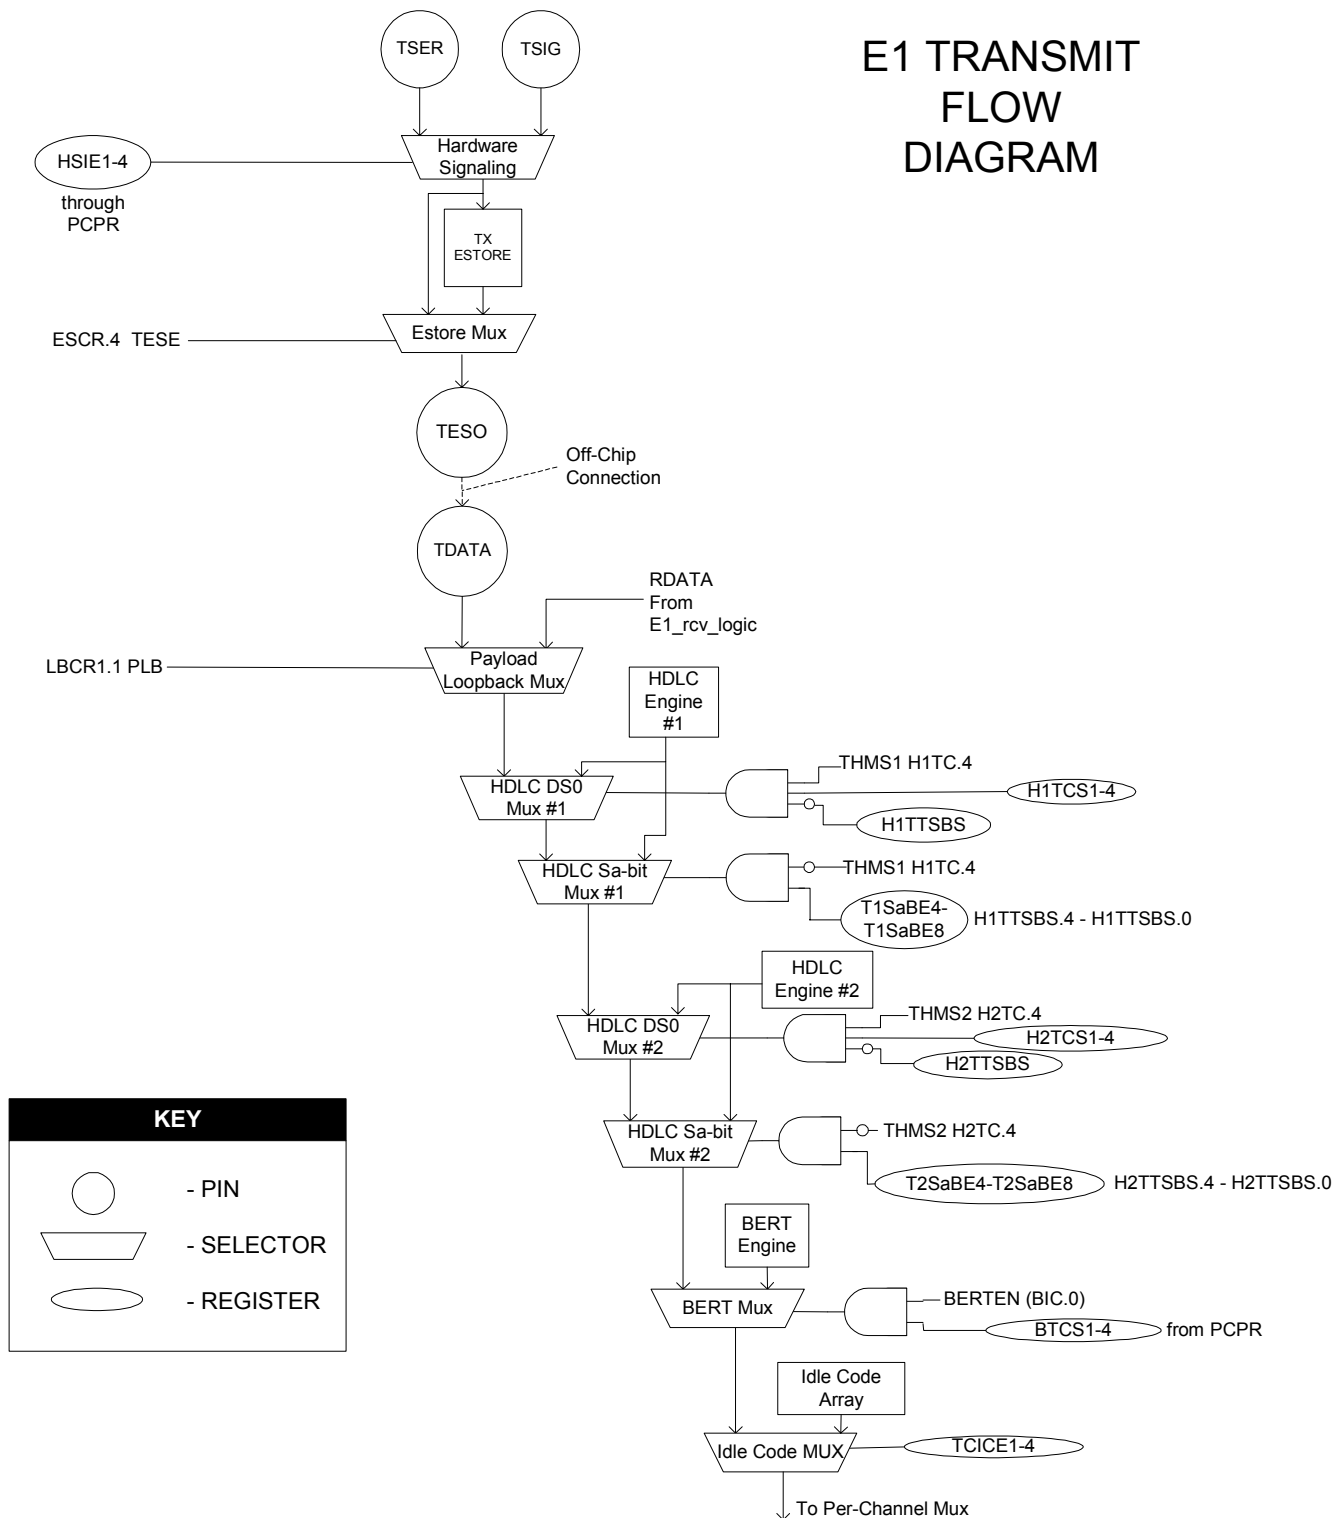 E1 TRANSMIT
FLOW
DIAGRAM
TSER
TSIG
Hardware
Signaling
HSIE1-4
through
PCPR
TX
ESTORE
Estore Mux
ESCR.4 TESE
TESO
Off-Chip
Connection
TDATA
RDATA
From
E1_rcv_logic
LBCR1.1 PLB
Payload
Loopback Mux
HDLC
Engine
#1
THMS1 H1TC.4
HDLC DS0
Mux #1
H1TCS1-4
H1TTSBS
HDLC Sa-bit
Mux #1
THMS1 H1TC.4
T1SaBE4-
T1SaBE8
H1TTSBS.4 - H1TTSBS.0
HDLC
Engine #2
THMS2 H2TC.4
HDLC DS0
Mux #2
H2TCS1-4
H2TTSBS
HDLC Sa-bit
Mux #2
THMS2 H2TC.4
T2SaBE4-T2SaBE8
H2TTSBS.4 - H2TTSBS.0
KEY
- PIN
- SELECTOR
- REGISTER
BERT
Engine
BERT Mux
BERTEN (BIC.0)
BTCS1-4
from PCPR
Idle Code
Array
Idle Code MUX
TCICE1-4
To Per-Channel Mux